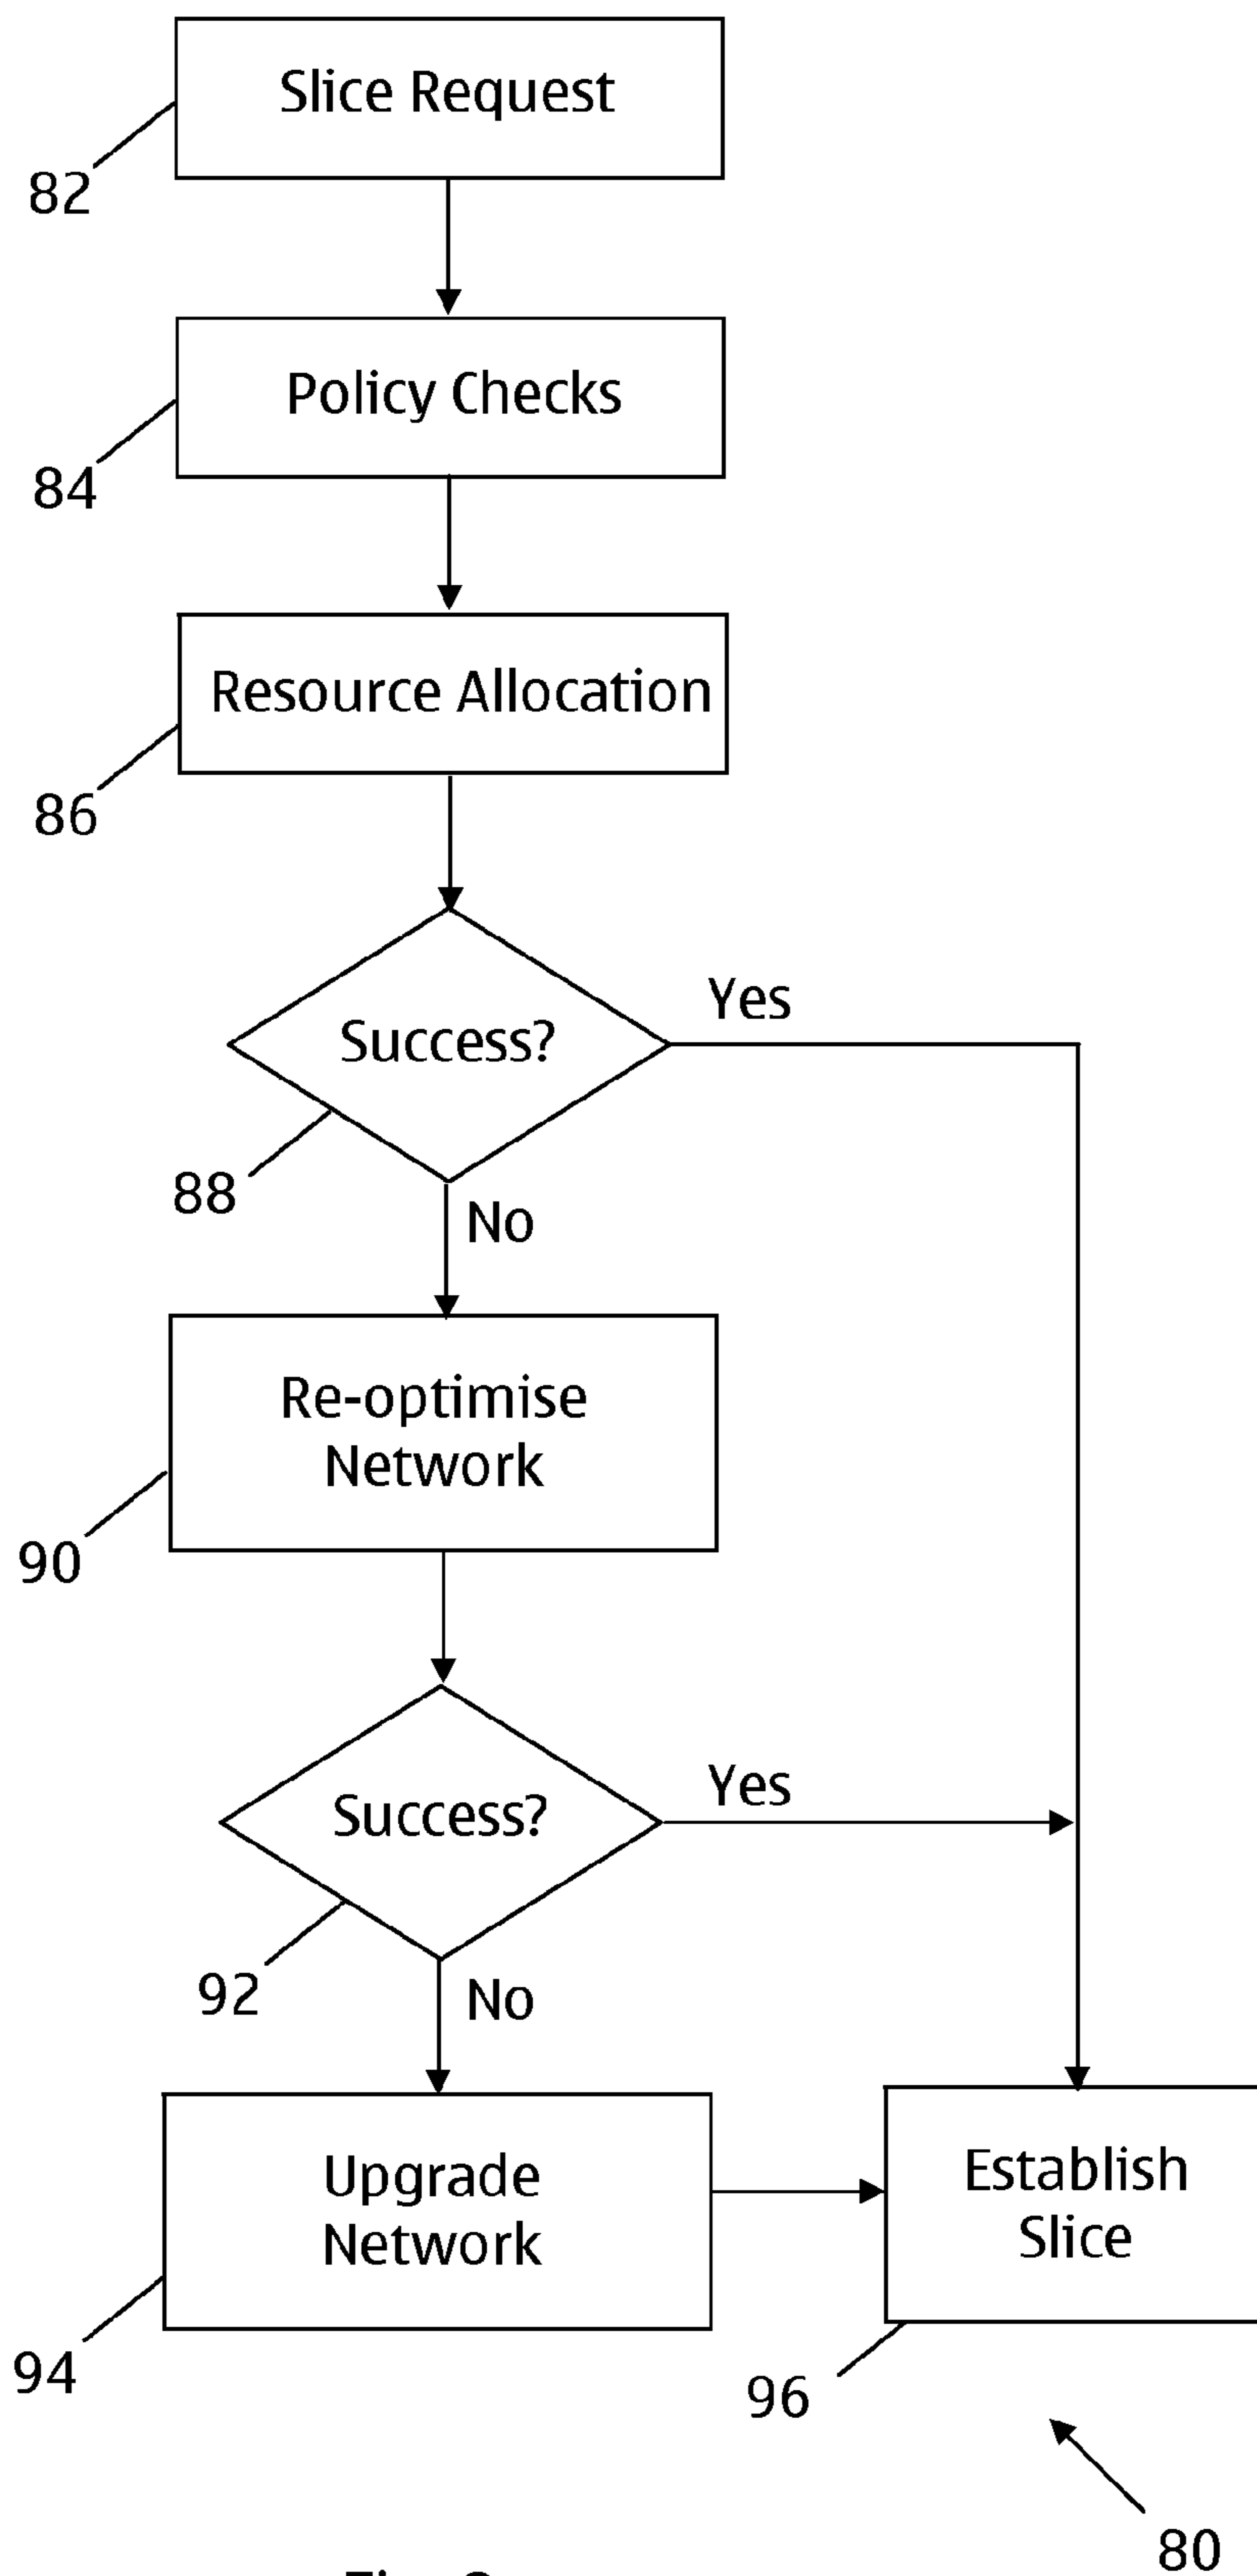 Slice Request
82
Policy Checks
84
Resource Allocation
86
Success?
Yes
88
No
Re-optimise
Network
90
Success?
Yes
92
No
Upgrade
Network
Establish
Slice
94
96
80